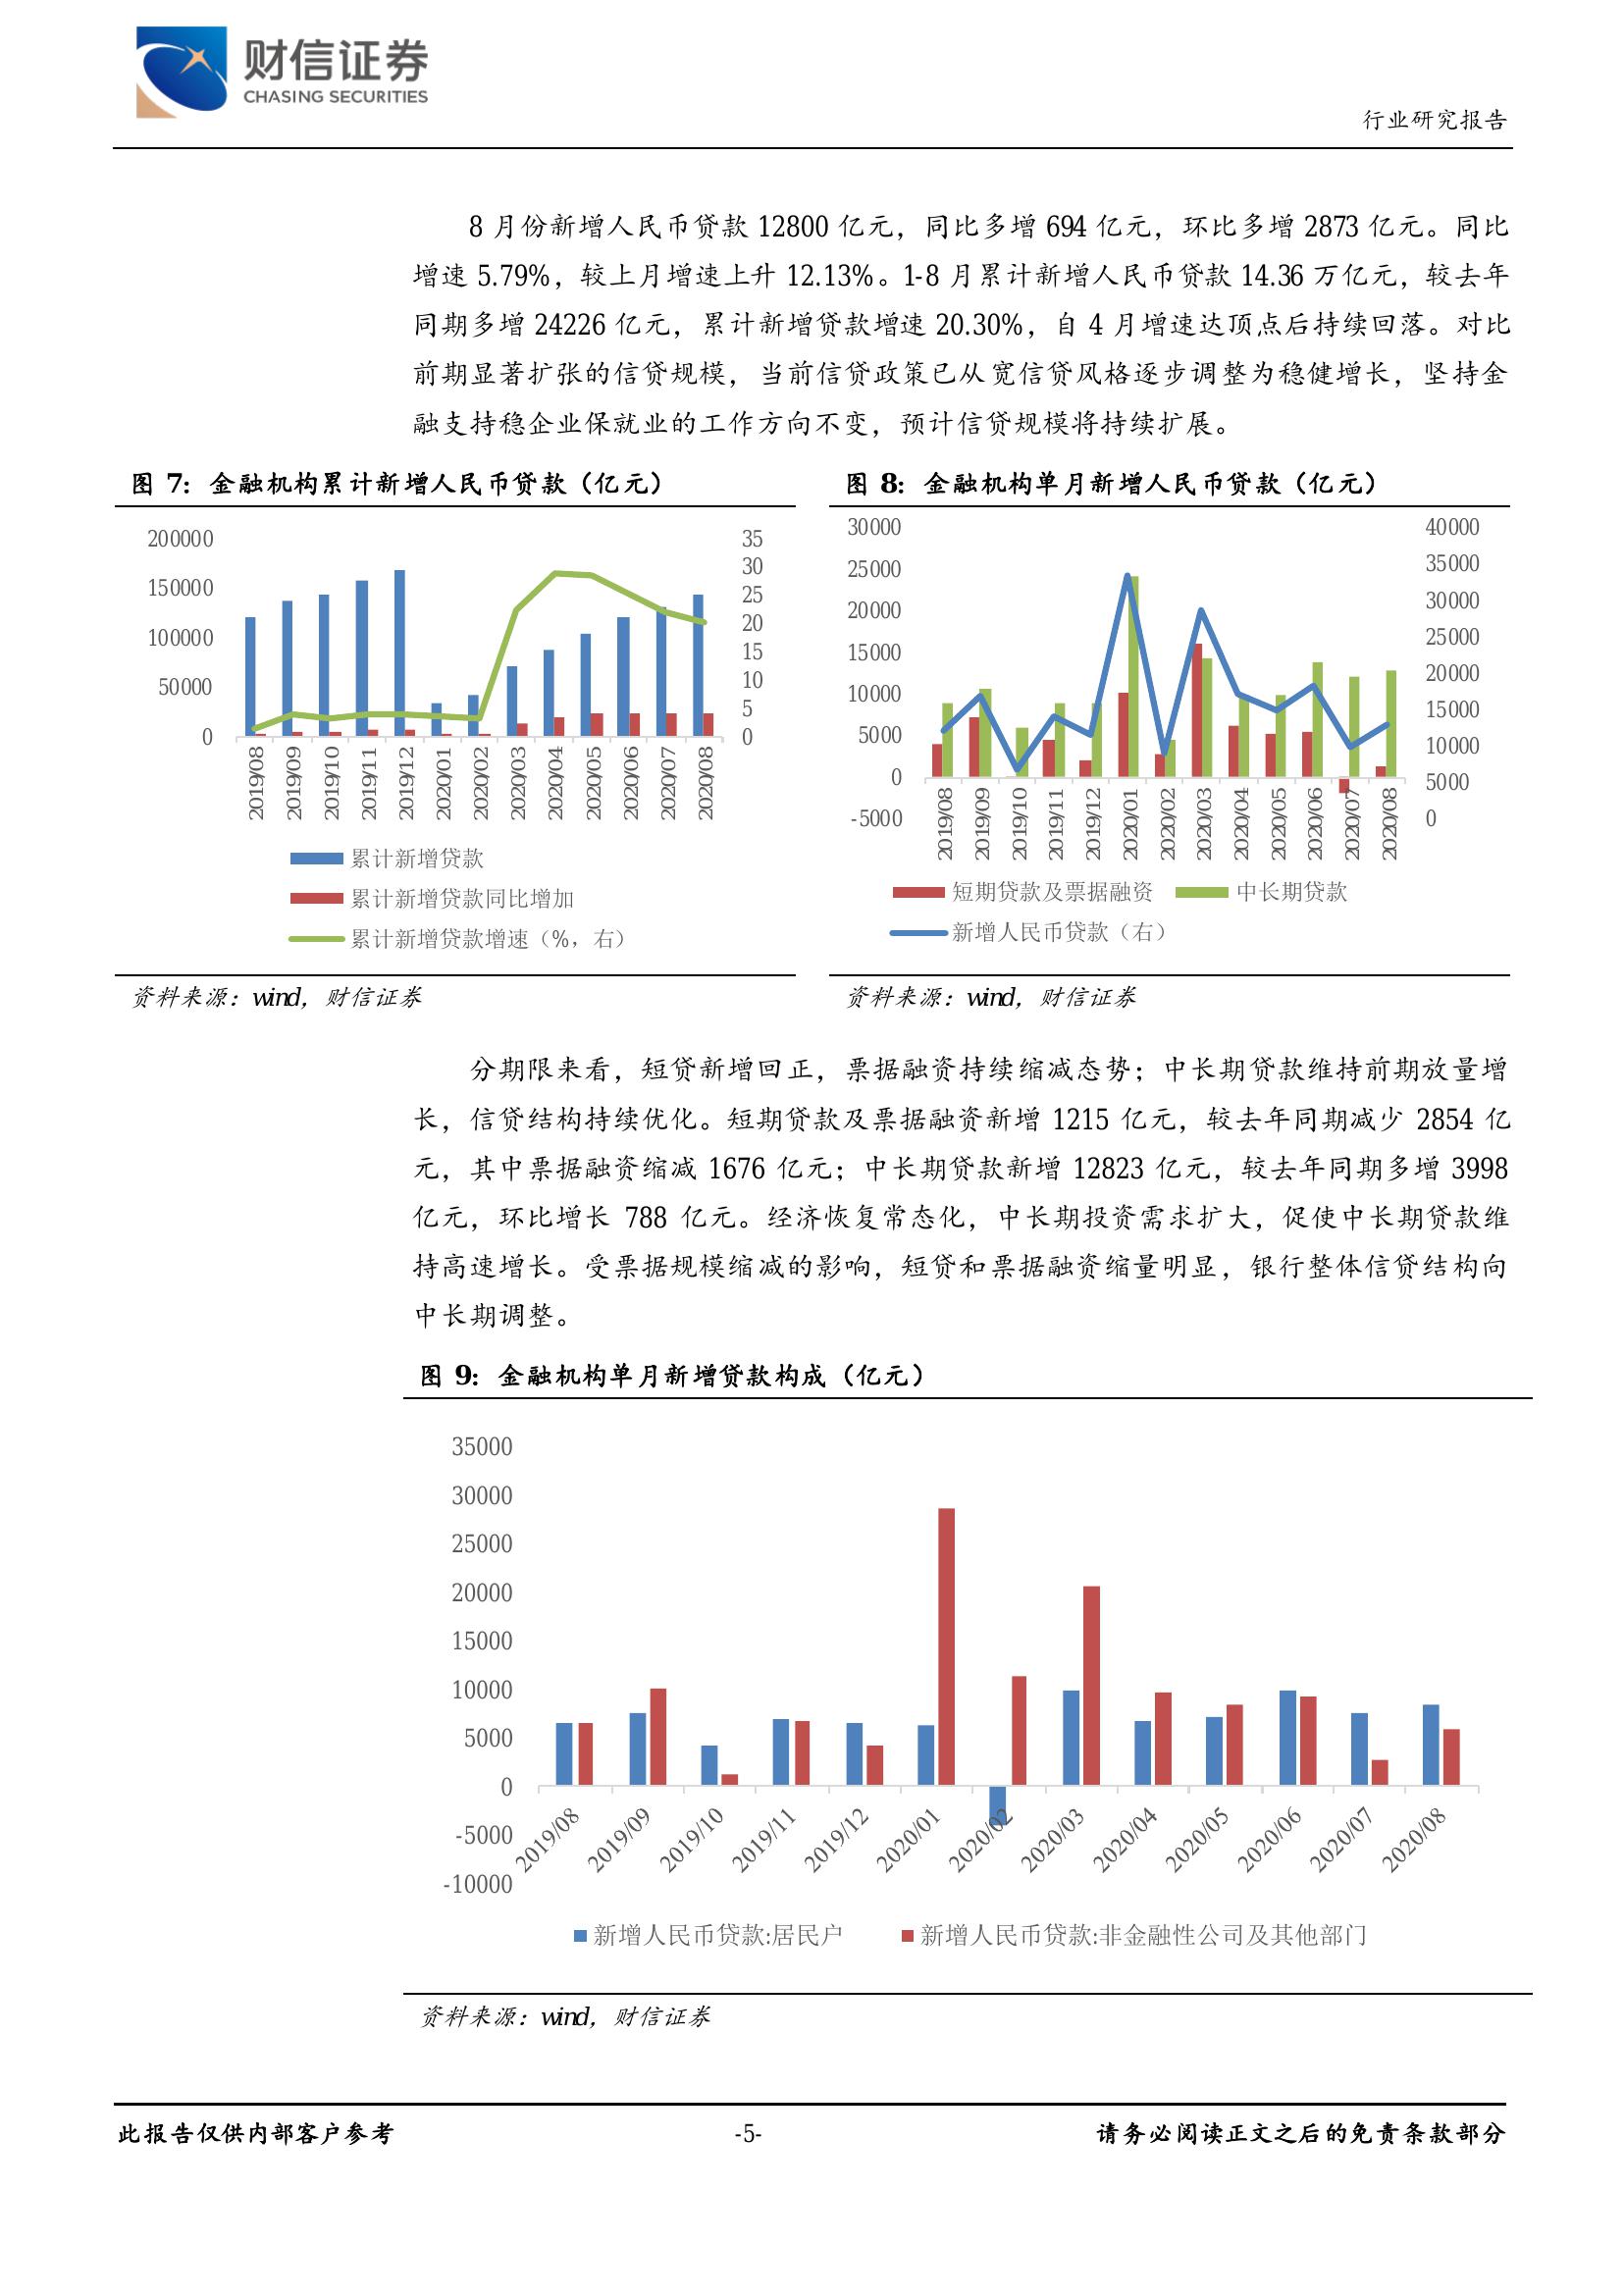 财信证券
CHASING SECURITIES
行业研究报告
8 月份新增人民币贷款 12800 亿元，同比多增 694 亿元，环比多增 2873 亿元。同比
增速 5.79%，较上月增速上升 12.13%。1-8 月累计新增人民币贷款 14.36 万亿元，较去年
同期多增 24226 亿元，累计新增贷款增速 20.30%，自 4 月增速达顶点后持续回落。对比
前期显著扩张的信贷规模，当前信贷政策已从宽信贷风格逐步调整为稳健增长，坚持金
融支持稳企业保就业的工作方向不变，预计信贷规模将持续扩展。
图 7：金融机构累计新增人民币贷款（亿元）
200000
150000
100000
50000
0
35
30
25
20
15
10
5
0
2019/08
2019/09
2019/10
2019/11
2019/12
2020/01
2020/02
2020/03
2020/04
2020/05
2020/06
2020/07
2020/08
累计新增贷款
累计新增贷款同比增加
累计新增贷款增速（%，右）
资料来源：wind，财信证券
图 8：金融机构单月新增人民币贷款（亿元）
30000
25000
20000
15000
10000
5000
0
-5000
40000
35000
30000
25000
20000
15000
10000
5000
0
2019/08
2019/09
2019/10
2019/11
2019/12
2020/01
2020/02
2020/03
2020/04
2020/05
2020/06
2020/07
2020/08
短期贷款及票据融资 中长期贷款
新增人民币贷款（右）
资料来源：wind，财信证券
分期限来看，短贷新增回正，票据融资持续缩减态势；中长期贷款维持前期放量增
长，信贷结构持续优化。短期贷款及票据融资新增 1215 亿元，较去年同期减少 2854 亿
元，其中票据融资缩减 1676 亿元；中长期贷款新增 12823 亿元，较去年同期多增 3998
亿元，环比增长 788 亿元。经济恢复常态化，中长期投资需求扩大，促使中长期贷款维
持高速增长。受票据规模缩减的影响，短贷和票据融资缩量明显，银行整体信贷结构向
中长期调整。
图 9：金融机构单月新增贷款构成（亿元）
35000
30000
25000
20000
15000
10000
5000
0
-5000
-10000
2019/08
2019/09
2019/10
2019/11
2019/12
2020/01
2020/02
2020/03
2020/04
2020/05
2020/06
2020/07
2020/08
新增人民币贷款:居民户 新增人民币贷款:非金融性公司及其他部门
资料来源：wind，财信证券
此报告仅供内部客户参考 -5- 请务必阅读正文之后的免责条款部分